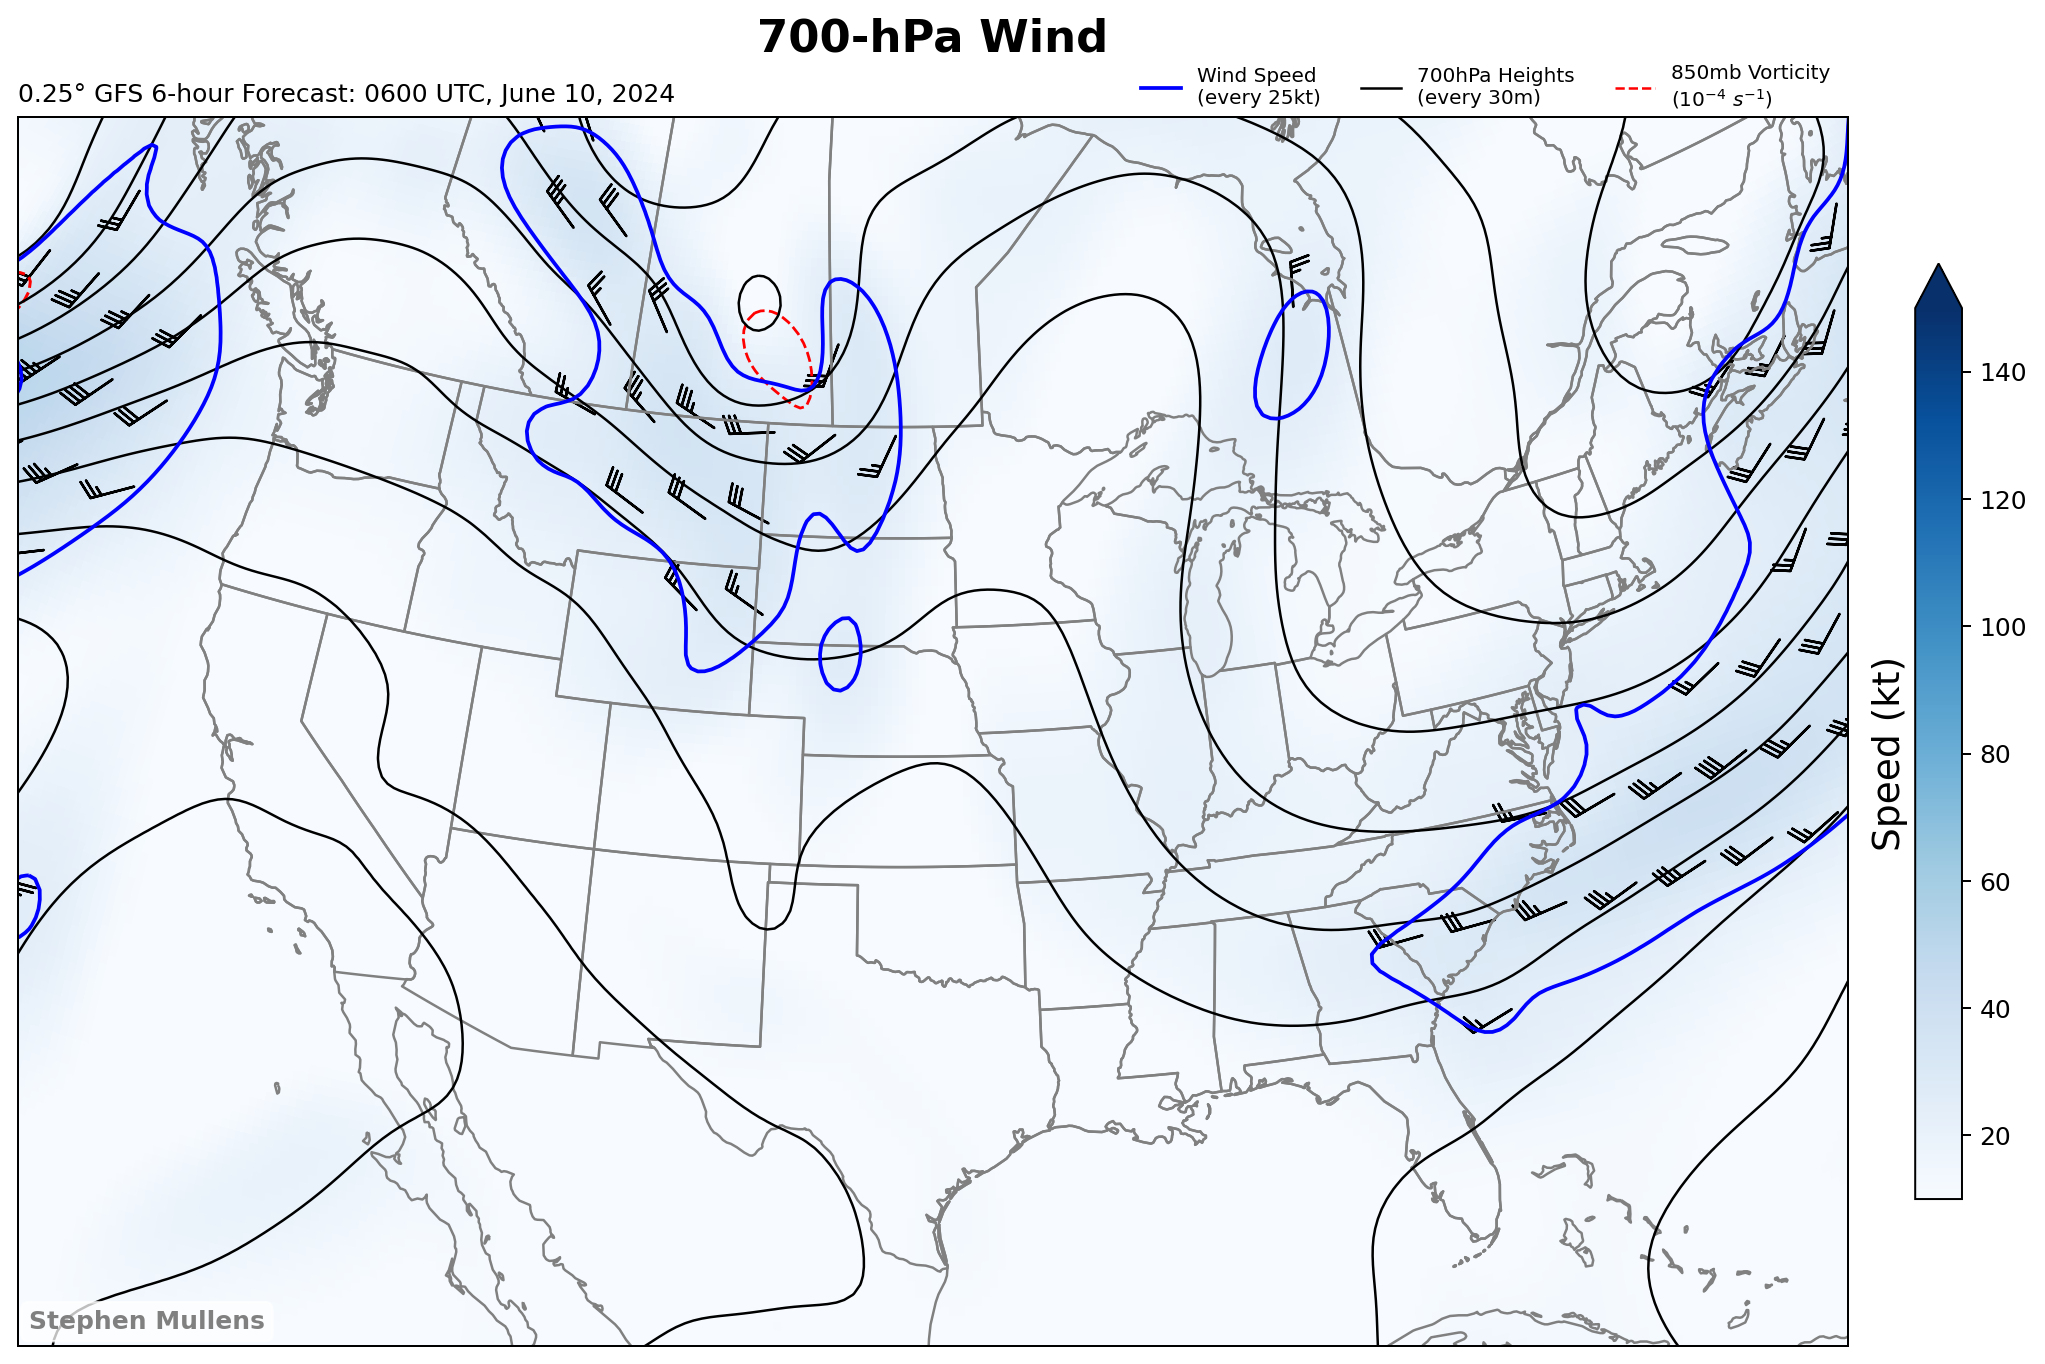 700-hPa Wind
0.25° GFS 6-hour Forecast: 0600 UTC, June 10, 2024
Wind Speed
(every 25kt)
700hPa Heights
(every 30m)
850mb Vorticity
(10⁻⁴ s⁻¹)
140
120
100
80
60
40
20
Speed (kt)
Stephen Mullens